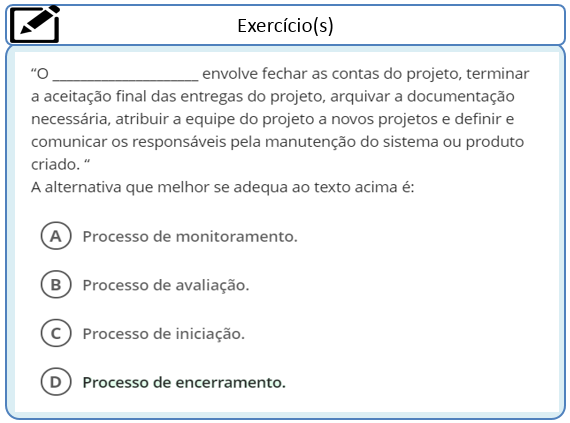 Exercício(s)
“O ______________________ envolve fechar as contas do projeto, terminar
a aceitação final das entregas do projeto, arquivar a documentação
necessária, atribuir a equipe do projeto a novos projetos e definir e
comunicar os responsáveis pela manutenção do sistema ou produto
criado. “
A alternativa que melhor se adequa ao texto acima é:
A Processo de monitoramento.
B Processo de avaliação.
C Processo de iniciação.
D Processo de encerramento.